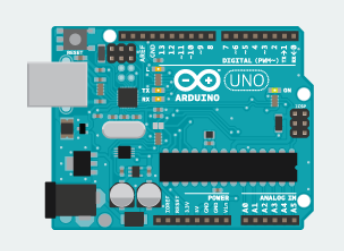 RESET
AREF
GND
13
12
~11
~10
~9
8
7
~6
~5
4
~3
2
TX→1
RX←0
DIGITAL (PWM~)
L
TX
RX
UNO
ARDUINO
ON
ICSP
IOREF
RESET
3.3V
5V
GND
GND
VIN
POWER
ANALOG IN
A0
A1
A2
A3
A4
A5